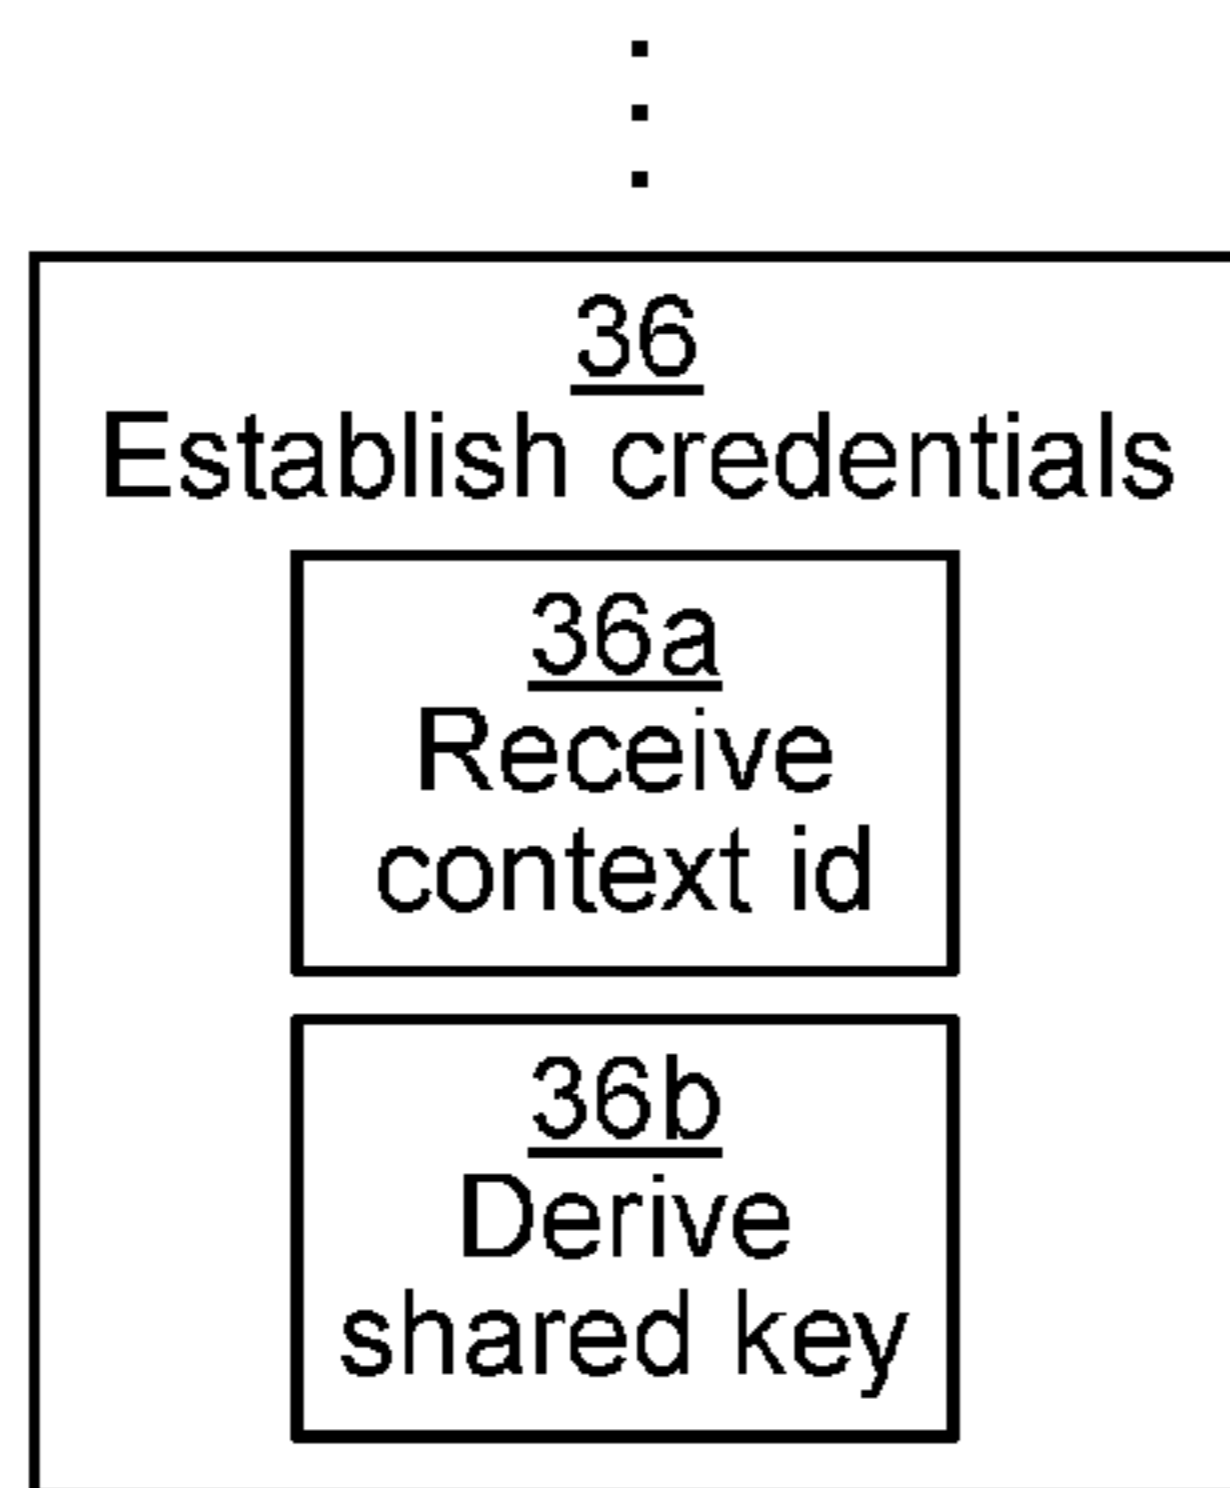 36
Establish credentials
36a
Receive
context id
36b
Derive
shared key